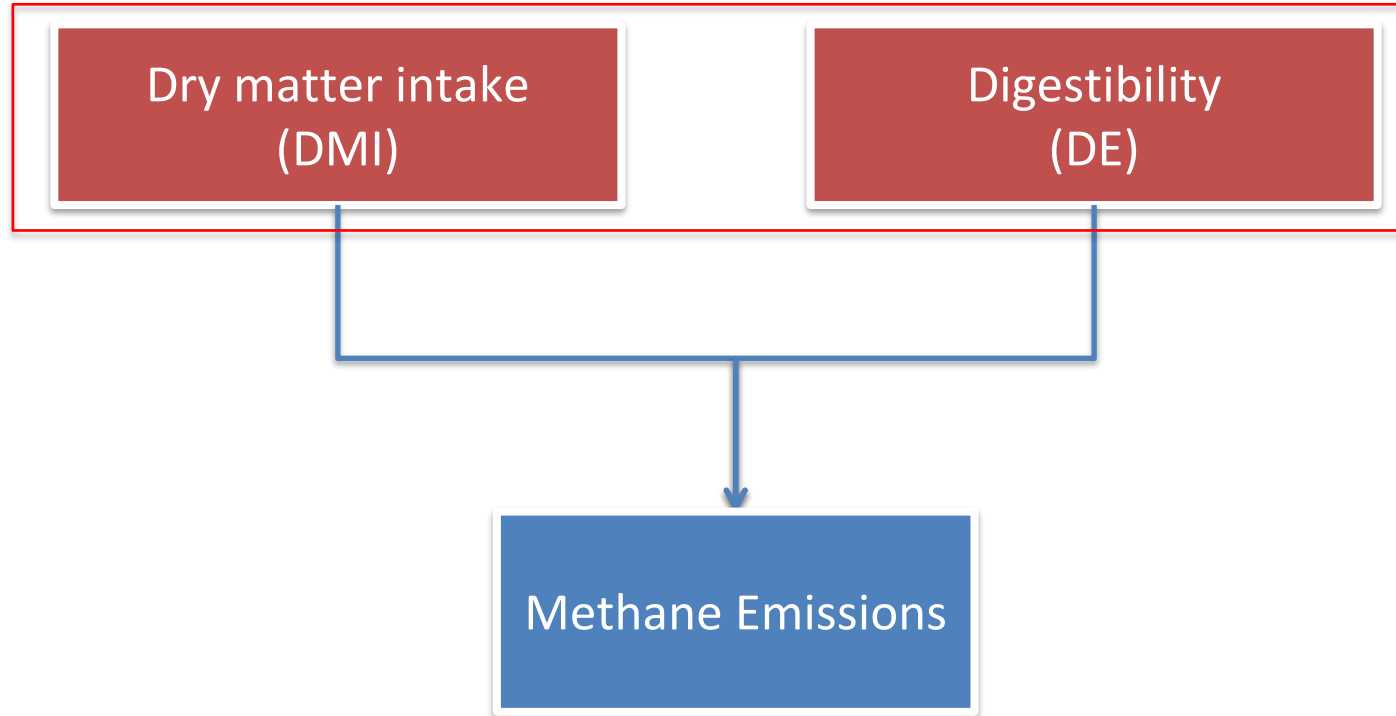 Dry matter intake
(DMI)
Digestibility
(DE)
Methane Emissions